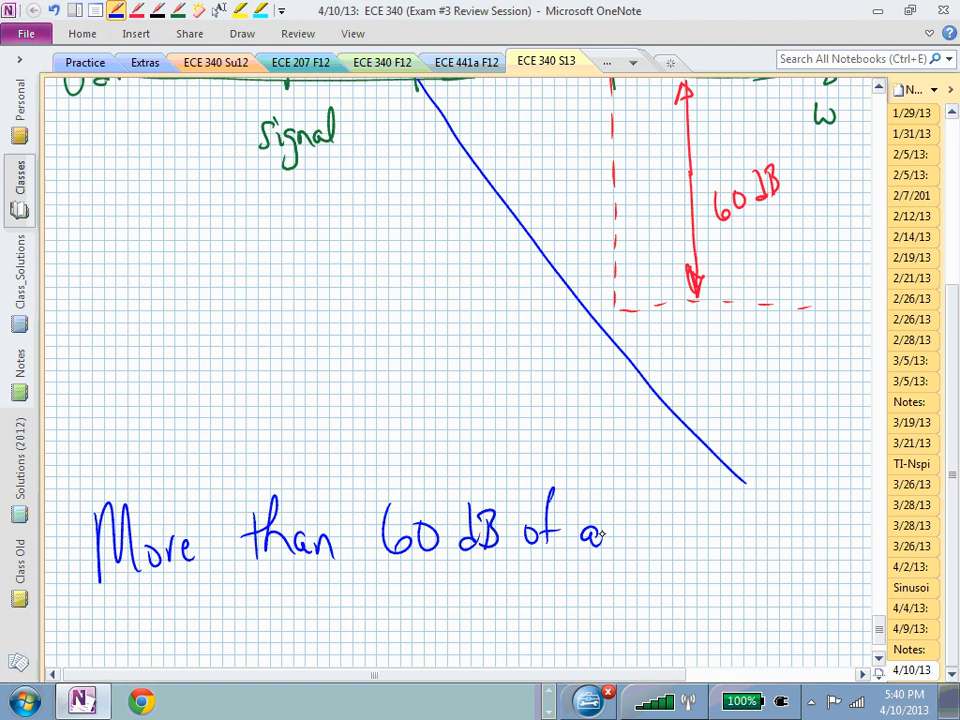 4/10/13: ECE 340 (Exam #3 Review Session) - Microsoft OneNote
File Home Insert Share Draw Review View
Practice Extras ECE 340 Su12 ECE 207 F12 ECE 340 F12 ECE 441a F12 ECE 340 S13 ...
Search All Notebooks (Ctrl+E)
N...
Personal
Classes
Class_Solutions
Notes
Solutions (2012)
Class Old
signal
60 dB
w
More than 60 dB of a
1/29/13
1/31/13
2/5/13:
2/5/13:
2/7/201
2/12/13
2/14/13
2/19/13
2/21/13
2/26/13
2/26/13
2/28/13
3/5/13:
3/5/13:
Notes:
3/19/13
3/21/13
TI-Nspi
3/26/13
3/28/13
3/28/13
3/26/13
4/2/13:
Sinusoi
4/4/13:
4/9/13:
Notes:
4/10/13
100%
5:40 PM
4/10/2013